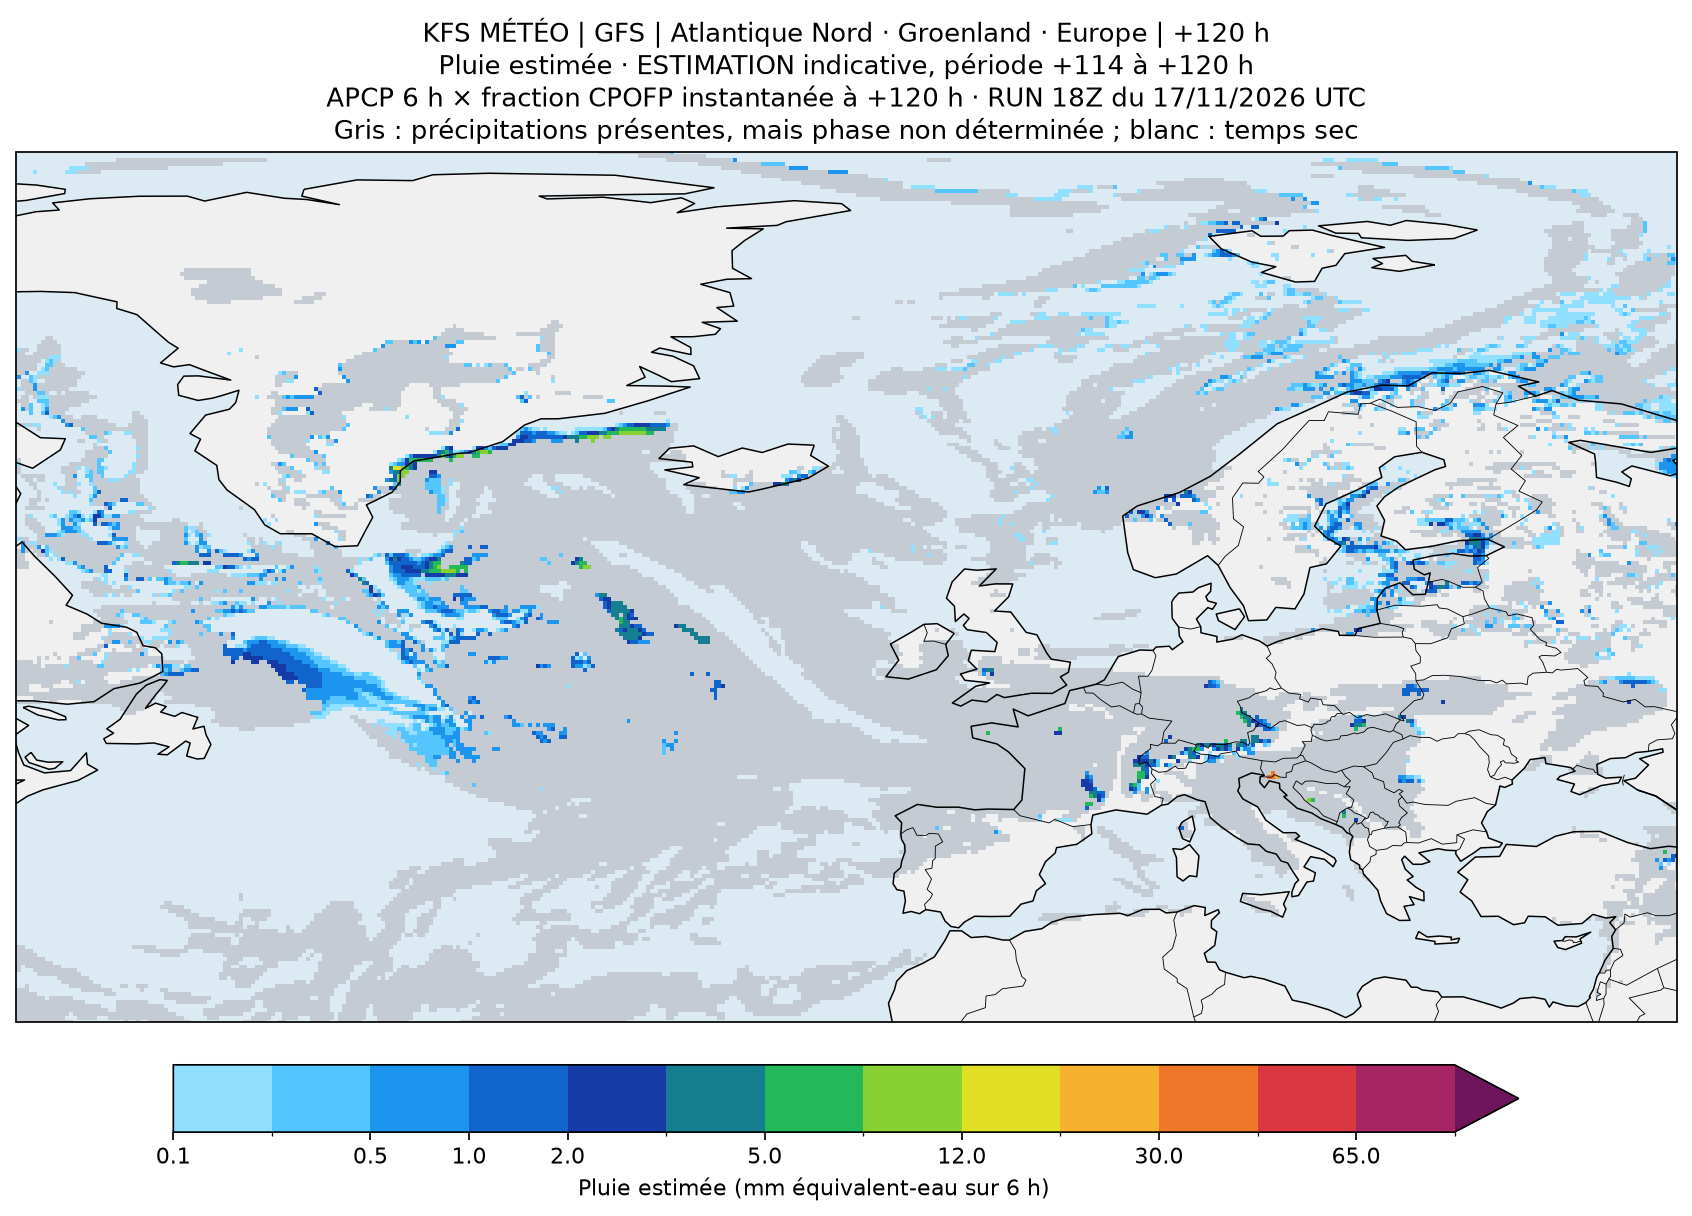 KFS MÉTÉO | GFS | Atlantique Nord · Groenland · Europe | +120 h
Pluie estimée · ESTIMATION indicative, période +114 à +120 h
APCP 6 h × fraction CPOFP instantanée à +120 h · RUN 18Z du 17/11/2026 UTC
Gris : précipitations présentes, mais phase non déterminée ; blanc : temps sec
0.1 0.5 1.0 2.0 5.0 12.0 30.0 65.0
Pluie estimée (mm équivalent-eau sur 6 h)